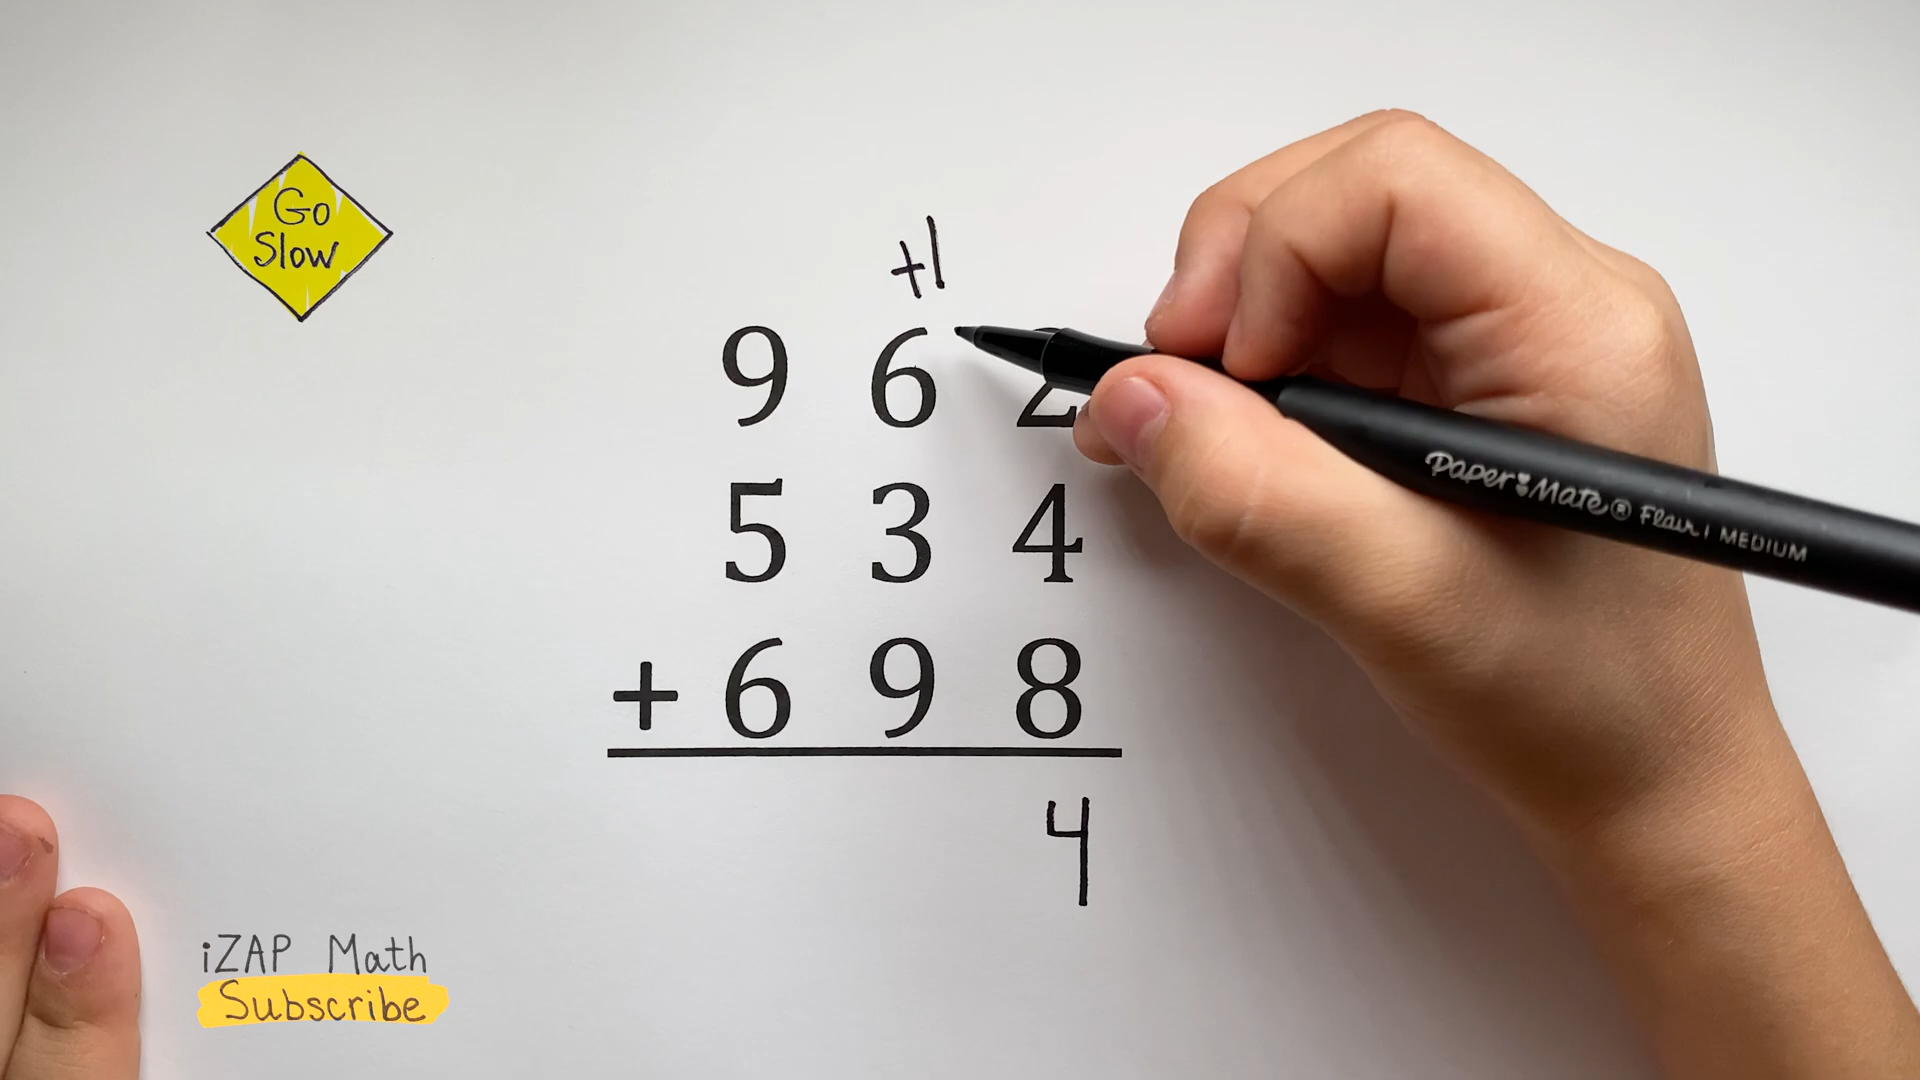 Go
Slow
+1
9 6 2
5 3 4
+ 6 9 8
4
Paper Mate® Flair | MEDIUM
iZAP Math
Subscribe